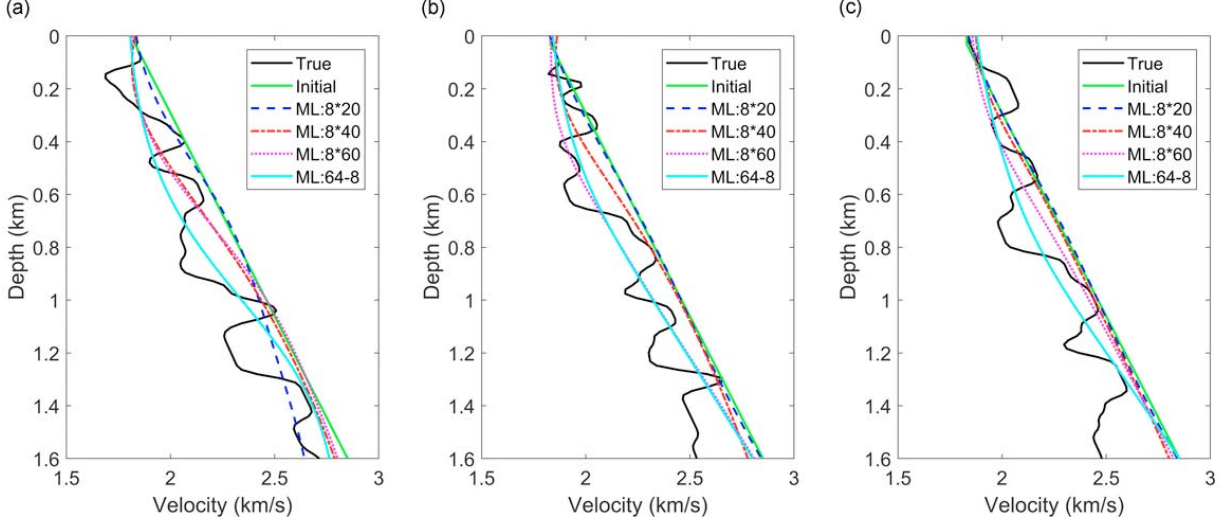 (a)
0
0.2
0.4
0.6
0.8
1
1.2
1.4
1.6
Depth (km)
1.5 2 2.5 3
Velocity (km/s)
True
Initial
ML:8*20
ML:8*40
ML:8*60
ML:64-8
(b)
0
0.2
0.4
0.6
0.8
1
1.2
1.4
1.6
Depth (km)
1.5 2 2.5 3
Velocity (km/s)
True
Initial
ML:8*20
ML:8*40
ML:8*60
ML:64-8
(c)
0
0.2
0.4
0.6
0.8
1
1.2
1.4
1.6
Depth (km)
1.5 2 2.5 3
Velocity (km/s)
True
Initial
ML:8*20
ML:8*40
ML:8*60
ML:64-8